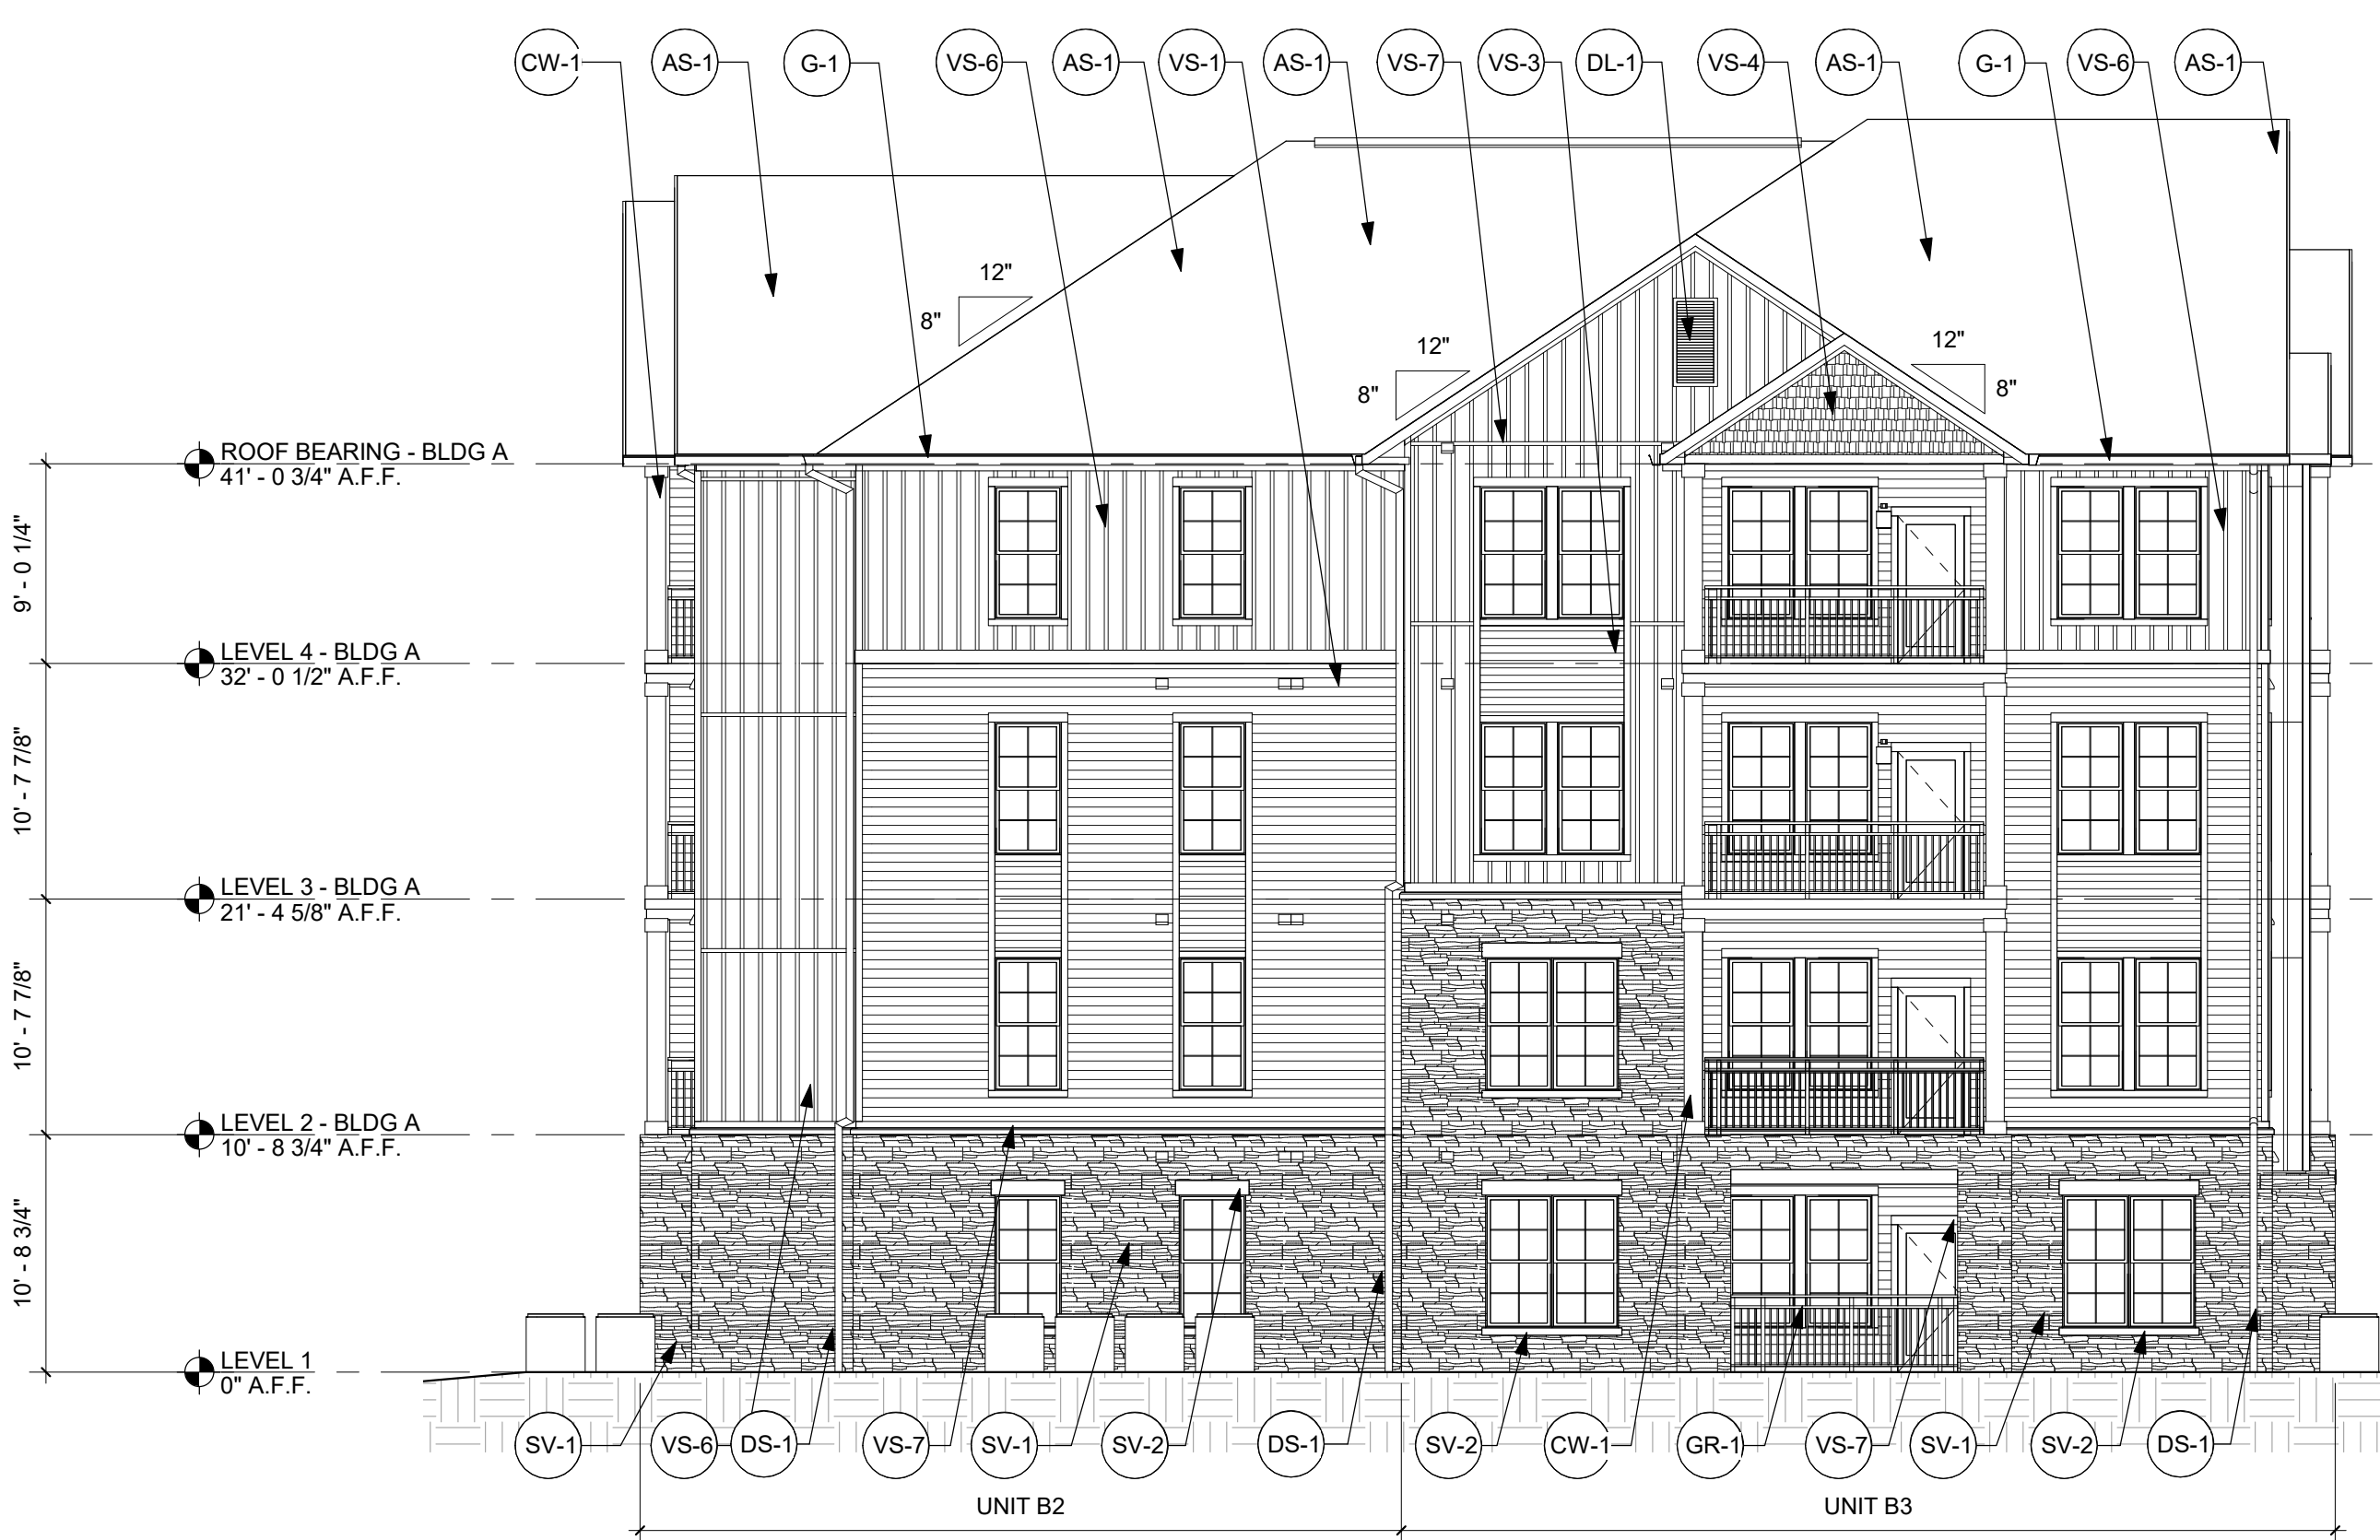 CW-1
AS-1
G-1
VS-6
AS-1
VS-1
AS-1
VS-7
VS-3
DL-1
VS-4
AS-1
G-1
VS-6
AS-1
12"
8"
12"
8"
12"
8"
ROOF BEARING - BLDG A
41' - 0 3/4" A.F.F.
9' - 0 1/4"
LEVEL 4 - BLDG A
32' - 0 1/2" A.F.F.
10' - 7 7/8"
LEVEL 3 - BLDG A
21' - 4 5/8" A.F.F.
10' - 7 7/8"
LEVEL 2 - BLDG A
10' - 8 3/4" A.F.F.
10' - 8 3/4"
LEVEL 1
0" A.F.F.
SV-1
VS-6
DS-1
VS-7
SV-1
SV-2
DS-1
SV-2
CW-1
GR-1
VS-7
SV-1
SV-2
DS-1
UNIT B2
UNIT B3